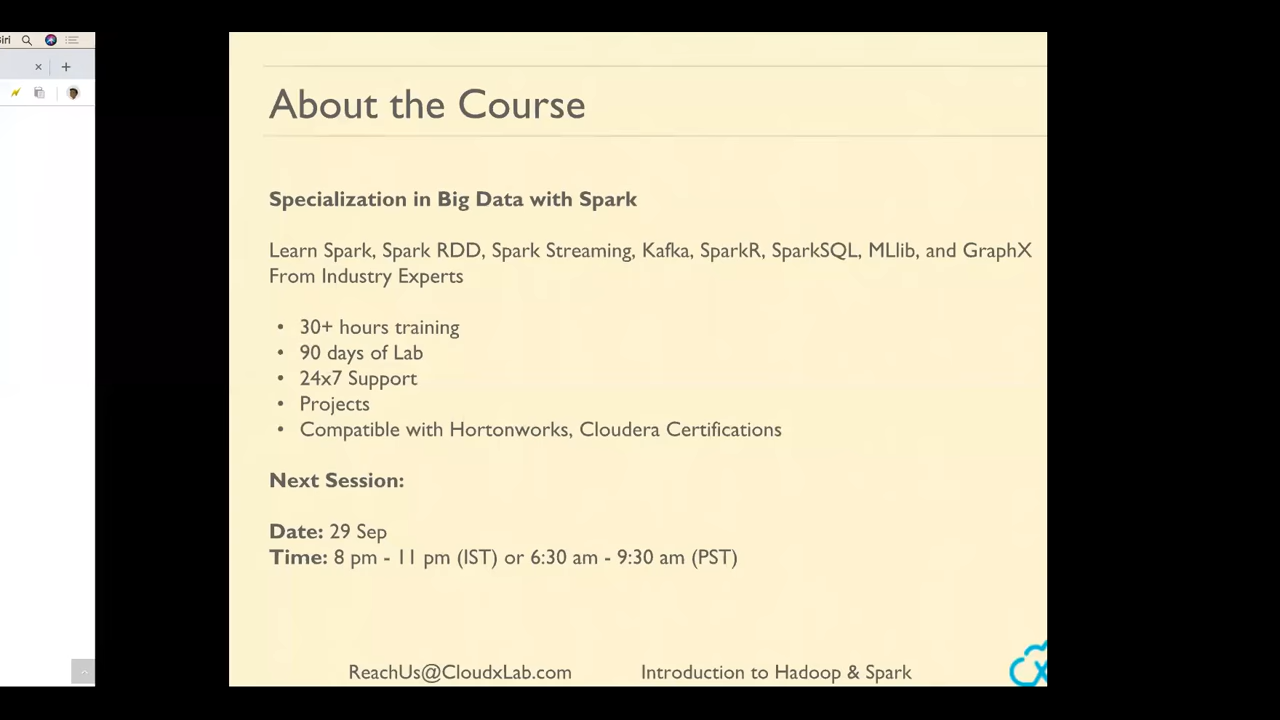 iri
About the Course
Specialization in Big Data with Spark
Learn Spark, Spark RDD, Spark Streaming, Kafka, SparkR, SparkSQL, MLlib, and GraphX
From Industry Experts
• 30+ hours training
• 90 days of Lab
• 24x7 Support
• Projects
• Compatible with Hortonworks, Cloudera Certifications
Next Session:
Date: 29 Sep
Time: 8 pm - 11 pm (IST) or 6:30 am - 9:30 am (PST)
ReachUs@CloudxLab.com Introduction to Hadoop & Spark